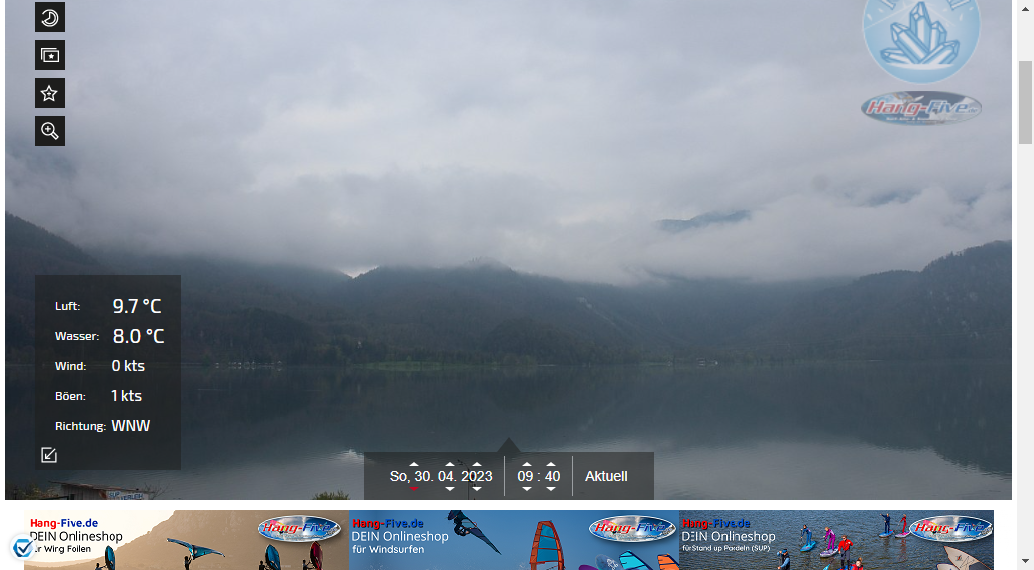 Hang-Five
Luft: 9.7 °C
Wasser: 8.0 °C
Wind: 0 kts
Böen: 1 kts
Richtung: WNW
So, 30. 04. 2023 09 : 40 Aktuell
Hang-Five.de
DEIN Onlineshop
für Wing Foilen
Hang-Five
Hang-Five.de
DEIN Onlineshop
für Windsurfen
Hang-Five
Hang-Five.de
DEIN Onlineshop
für Stand up Paddeln (SUP)
Hang-Five